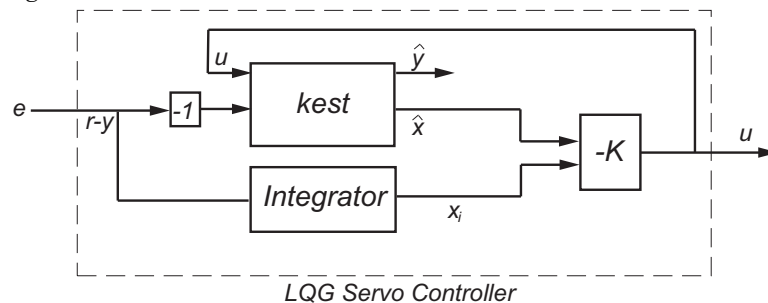 u
ŷ
kest
-1
e
r-y
x̂
-K
u
Integrator
xᵢ
LQG Servo Controller